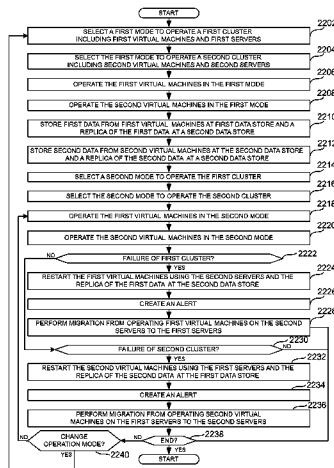 START
2202
SELECT A FIRST MODE TO OPERATE A FIRST CLUSTER
INCLUDING FIRST VIRTUAL MACHINES AND FIRST SERVERS
2204
SELECT THE FIRST MODE TO OPERATE A SECOND CLUSTER
INCLUDING SECOND VIRTUAL MACHINES AND SECOND SERVERS
2206
OPERATE THE FIRST VIRTUAL MACHINES IN THE FIRST MODE
2208
OPERATE THE SECOND VIRTUAL MACHINES IN THE FIRST MODE
2210
STORE FIRST DATA FROM FIRST VIRTUAL MACHINES AT FIRST DATA STORE AND A
REPLICA OF THE FIRST DATA AT A SECOND DATA STORE
2212
STORE SECOND DATA FROM SECOND VIRTUAL MACHINES AT THE SECOND DATA STORE
AND A REPLICA OF THE SECOND DATA AT THE FIRST DATA STORE
2214
SELECT A SECOND MODE TO OPERATE THE FIRST CLUSTER
2216
SELECT THE SECOND MODE TO OPERATE THE SECOND CLUSTER
2218
OPERATE THE FIRST VIRTUAL MACHINES IN THE SECOND MODE
2220
OPERATE THE SECOND VIRTUAL MACHINES IN THE SECOND MODE
NO
FAILURE OF FIRST CLUSTER?
2222
YES
2224
RESTART THE FIRST VIRTUAL MACHINES USING THE SECOND SERVERS AND THE
REPLICA OF THE FIRST DATA AT THE SECOND DATA STORE
2226
CREATE AN ALERT
2228
PERFORM MIGRATION FROM OPERATING FIRST VIRTUAL MACHINES ON THE SECOND
SERVERS TO THE FIRST SERVERS
2230
FAILURE OF SECOND CLUSTER?
NO
YES
2232
RESTART THE SECOND VIRTUAL MACHINES USING THE FIRST SERVERS AND THE
REPLICA OF THE SECOND DATA AT THE FIRST DATA STORE
2234
CREATE AN ALERT
2236
PERFORM MIGRATION FROM OPERATING SECOND VIRTUAL MACHINES
ON THE FIRST SERVERS TO THE SECOND SERVERS
NO
CHANGE
OPERATION MODE?
NO
END?
2238
2240
YES
YES
START